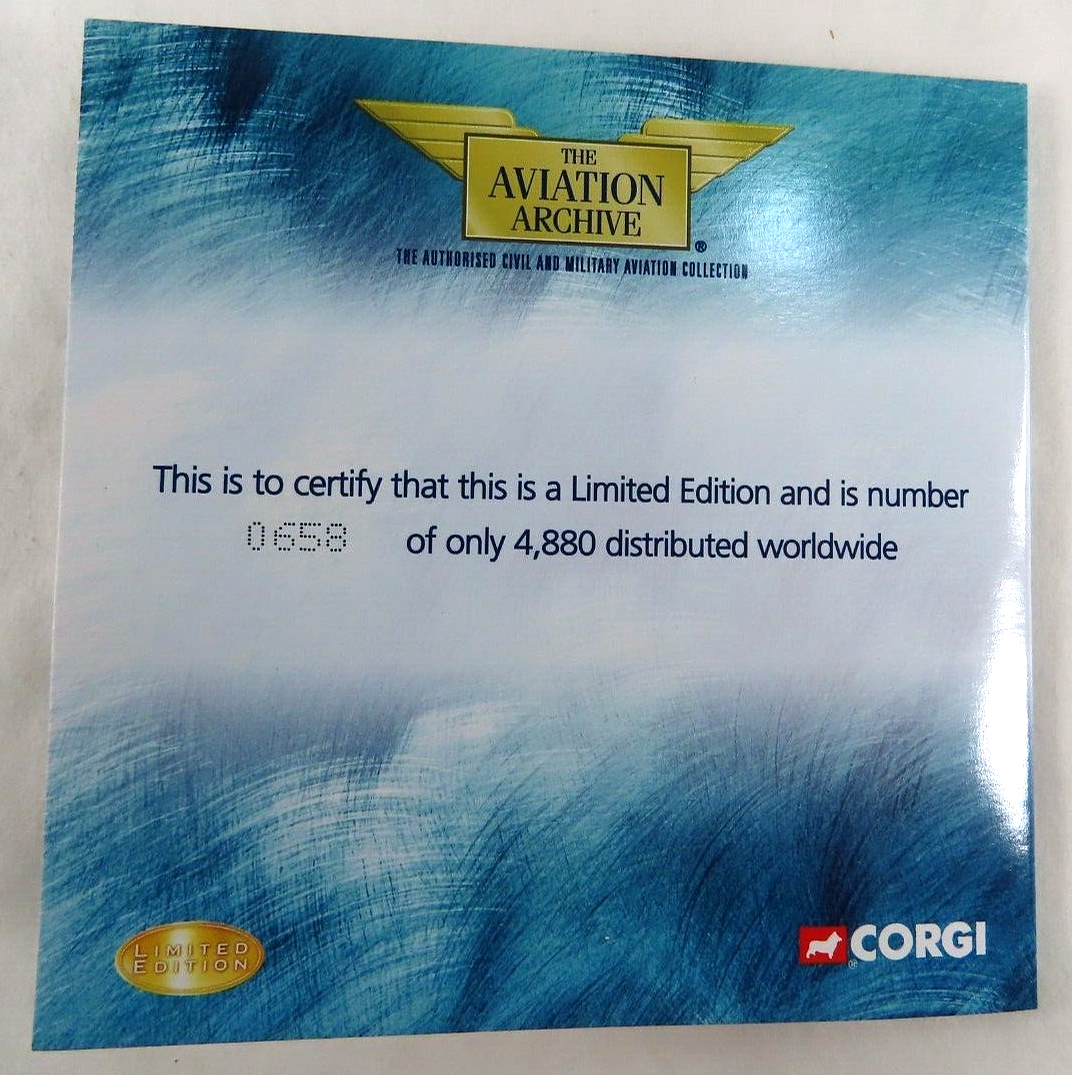 THE
AVIATION
ARCHIVE
®
THE AUTHORISED CIVIL AND MILITARY AVIATION COLLECTION
This is to certify that this is a Limited Edition and is number
0658 of only 4,880 distributed worldwide
LIMITED
EDITION
CORGI